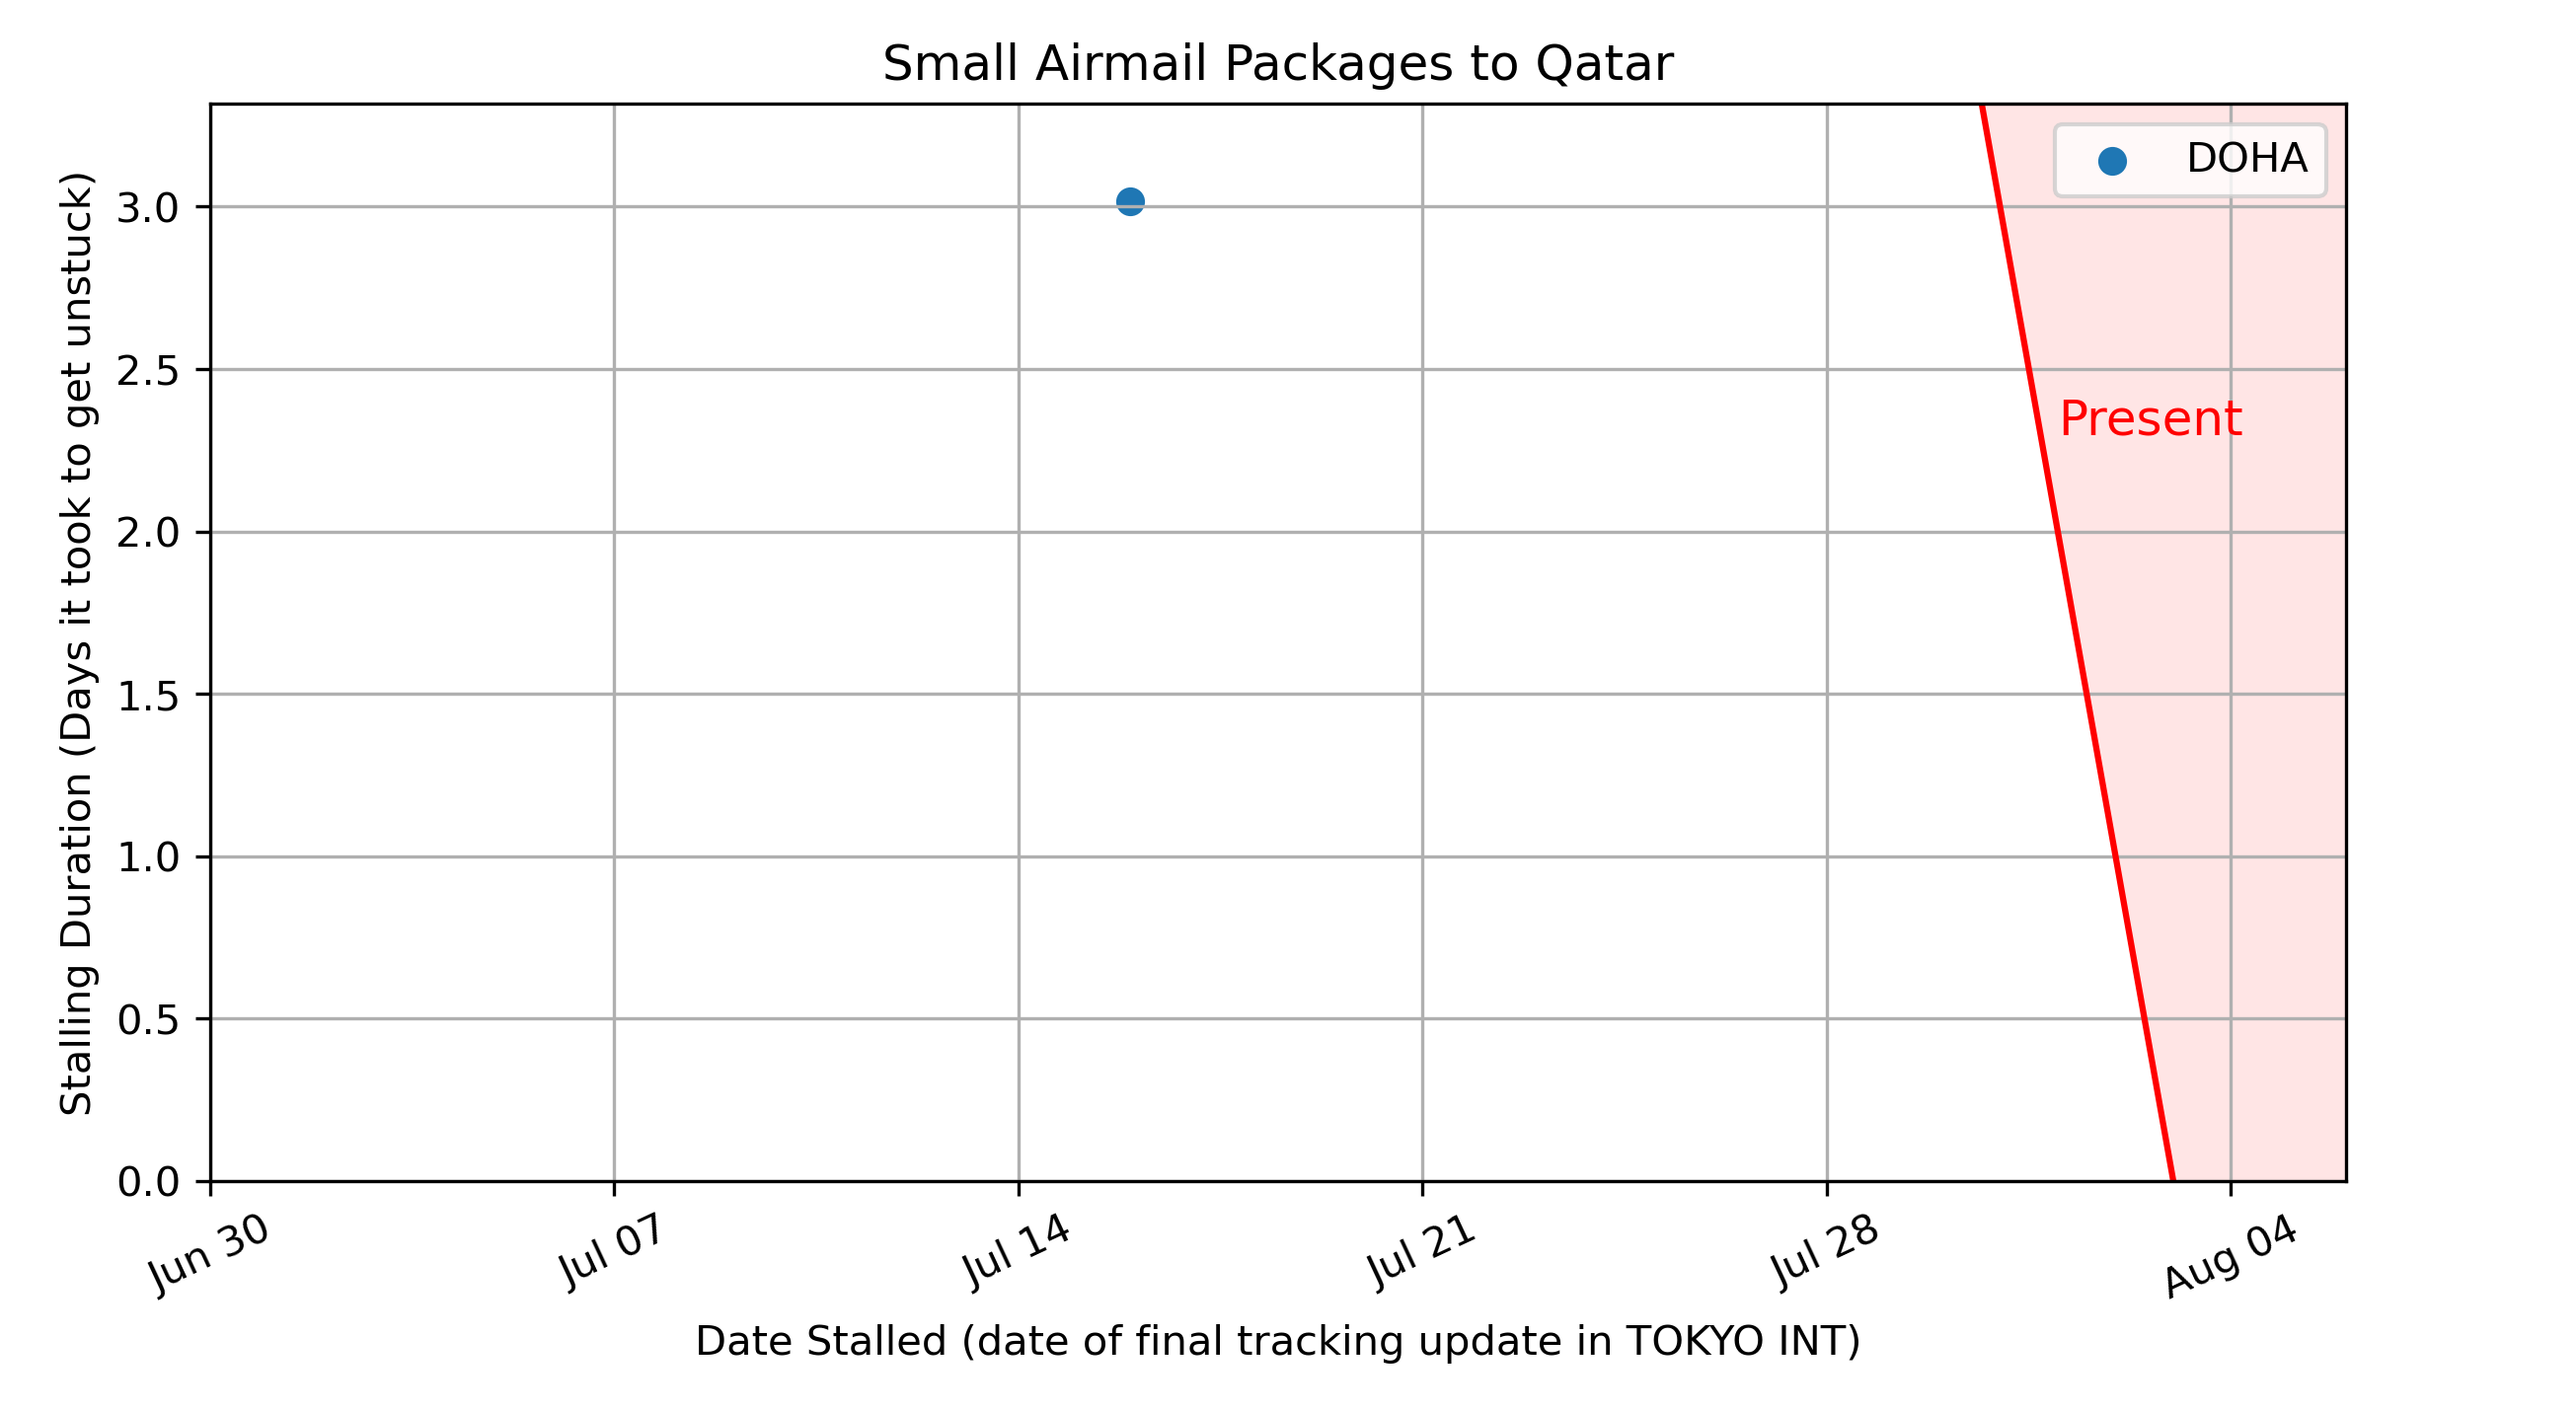 Small Airmail Packages to Qatar
DOHA
Present
Stalling Duration (Days it took to get unstuck)
3.0
2.5
2.0
1.5
1.0
0.5
0.0
Jun 30
Jul 07
Jul 14
Jul 21
Jul 28
Aug 04
Date Stalled (date of final tracking update in TOKYO INT)